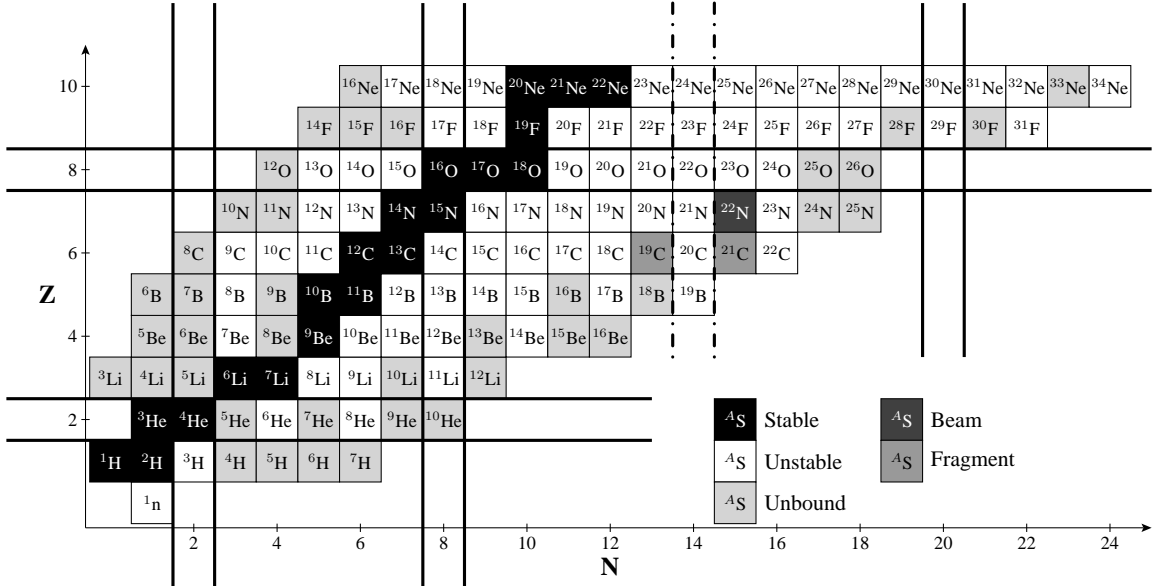 10 ¹⁶Ne ¹⁷Ne ¹⁸Ne ¹⁹Ne ²⁰Ne ²¹Ne ²²Ne ²³Ne ²⁴Ne ²⁵Ne ²⁶Ne ²⁷Ne ²⁸Ne ²⁹Ne ³⁰Ne ³¹Ne ³²Ne ³³Ne ³⁴Ne
¹⁴F ¹⁵F ¹⁶F ¹⁷F ¹⁸F ¹⁹F ²⁰F ²¹F ²²F ²³F ²⁴F ²⁵F ²⁶F ²⁷F ²⁸F ²⁹F ³⁰F ³¹F
8 ¹²O ¹³O ¹⁴O ¹⁵O ¹⁶O ¹⁷O ¹⁸O ¹⁹O ²⁰O ²¹O ²²O ²³O ²⁴O ²⁵O ²⁶O
¹⁰N ¹¹N ¹²N ¹³N ¹⁴N ¹⁵N ¹⁶N ¹⁷N ¹⁸N ¹⁹N ²⁰N ²¹N ²²N ²³N ²⁴N ²⁵N
6 ⁸C ⁹C ¹⁰C ¹¹C ¹²C ¹³C ¹⁴C ¹⁵C ¹⁶C ¹⁷C ¹⁸C ¹⁹C ²⁰C ²¹C ²²C
Z ⁶B ⁷B ⁸B ⁹B ¹⁰B ¹¹B ¹²B ¹³B ¹⁴B ¹⁵B ¹⁶B ¹⁷B ¹⁸B ¹⁹B
4 ⁵Be ⁶Be ⁷Be ⁸Be ⁹Be ¹⁰Be ¹¹Be ¹²Be ¹³Be ¹⁴Be ¹⁵Be ¹⁶Be
³Li ⁴Li ⁵Li ⁶Li ⁷Li ⁸Li ⁹Li ¹⁰Li ¹¹Li ¹²Li
2 ³He ⁴He ⁵He ⁶He ⁷He ⁸He ⁹He ¹⁰He
¹H ²H ³H ⁴H ⁵H ⁶H ⁷H
¹n
ᴬS Stable ᴬS Beam
ᴬS Unstable ᴬS Fragment
ᴬS Unbound
2 4 6 8 10 12 14 16 18 20 22 24
N